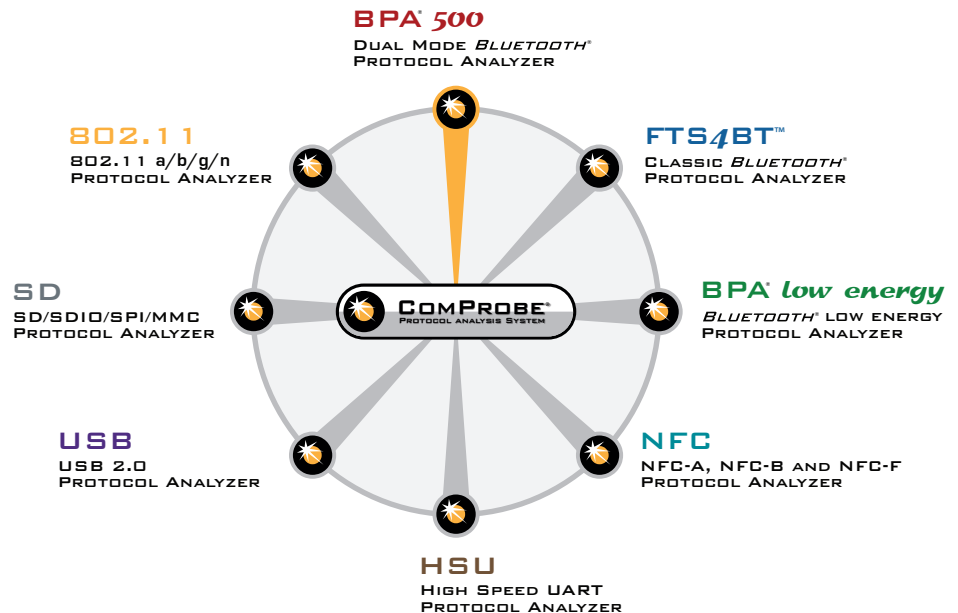 BPA® 500
DUAL MODE BLUETOOTH®
PROTOCOL ANALYZER
802.11
802.11 a/b/g/n
PROTOCOL ANALYZER
FTS4BT™
CLASSIC BLUETOOTH®
PROTOCOL ANALYZER
SD
SD/SDIO/SPI/MMC
PROTOCOL ANALYZER
COMPROBE®
PROTOCOL ANALYSIS SYSTEM
BPA® low energy
BLUETOOTH® LOW ENERGY
PROTOCOL ANALYZER
USB
USB 2.0
PROTOCOL ANALYZER
NFC
NFC-A, NFC-B AND NFC-F
PROTOCOL ANALYZER
HSU
HIGH SPEED UART
PROTOCOL ANALYZER